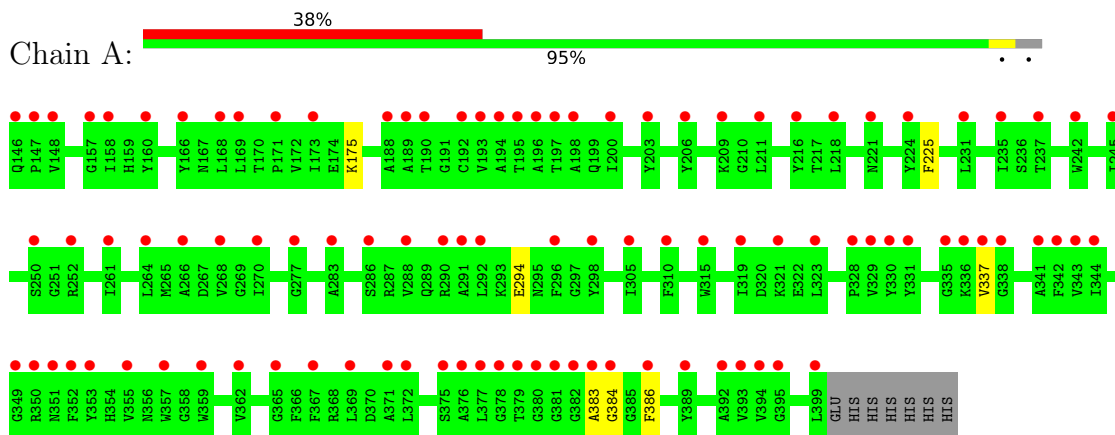 38%
Chain A:
95%
• •
Q146 P147 V148 G157 I158 H159 Y160 Y166 N167 L168 L169 T170 P171 V172 I173 E174 K175 A188 A189 T190 G191 C192 V193 A194 T195 A196 T197 A198 Q199 I200 Y203 Y206 K209 G210 L211 Y216 T217 L218 N221 Y224 F225 L231 I235 S236 T237 W242 I245
S250 G251 R252 I261 L264 M265 A266 D267 V268 G269 I270 G277 A283 S286 R287 V288 Q289 R290 A291 L292 K293 E294 N295 F296 G297 Y298 I305 F310 W315 I319 D320 K321 E322 L323 P328 V329 Y330 Y331 G335 K336 V337 G338 A341 F342 V343 I344
G349 R350 N351 F352 Y353 H354 V355 N356 W357 G358 W359 V362 G365 F366 F367 R368 L369 D370 A371 L372 S375 A376 L377 G378 T379 G380 G381 G382 A383 G384 G385 F386 Y389 A392 V393 V394 G395 L399 GLU HIS HIS HIS HIS HIS HIS